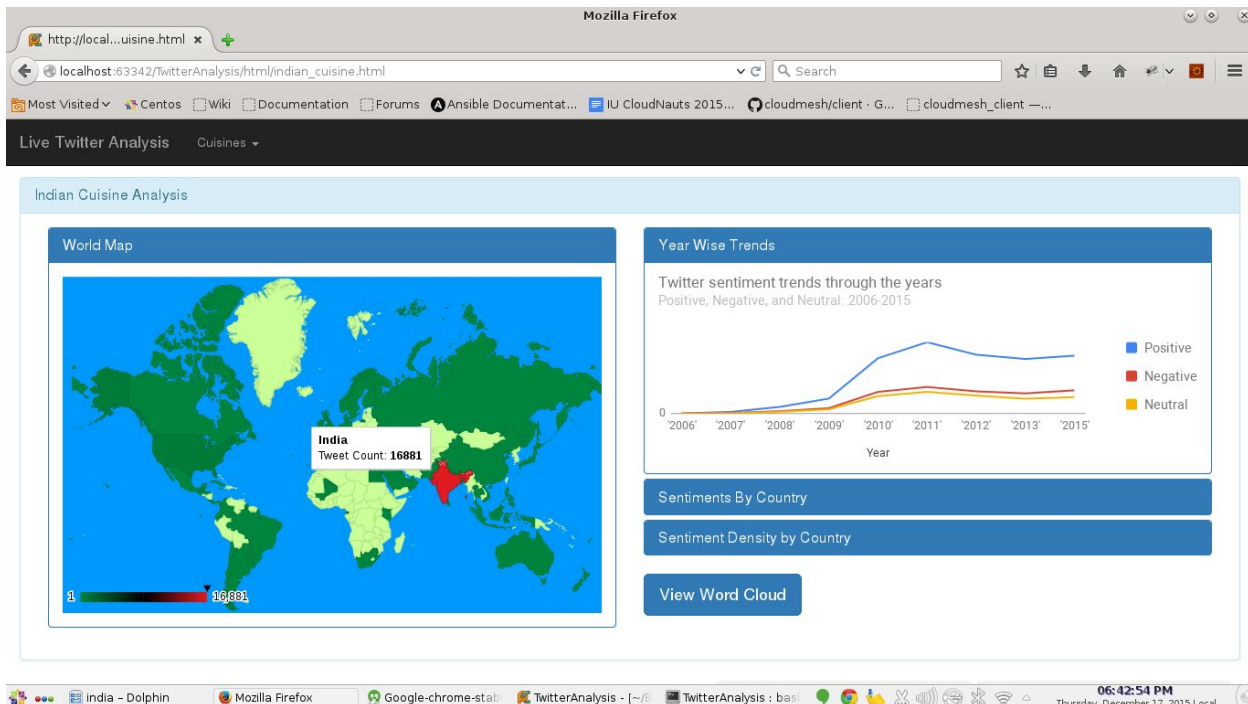 Mozilla Firefox
http://local...uisine.html
localhost:63342/TwitterAnalysis/html/indian_cuisine.html
Search
Most Visited
Centos
Wiki
Documentation
Forums
Ansible Documentat...
IU CloudNauts 2015...
cloudmesh/client · G...
cloudmesh_client —...
Live Twitter Analysis
Cuisines
Indian Cuisine Analysis
World Map
India
Tweet Count: 16881
1
16,881
Year Wise Trends
Twitter sentiment trends through the years
Positive, Negative, and Neutral: 2006-2015
Positive
Negative
Neutral
0
'2006' '2007' '2008' '2009' '2010' '2011' '2012' '2013' '2015'
Year
Sentiments By Country
Sentiment Density by Country
View Word Cloud
india – Dolphin
Mozilla Firefox
Google-chrome-stab
TwitterAnalysis - [~/
TwitterAnalysis : bas
06:42:54 PM
Thursday, December 17, 2015 Local